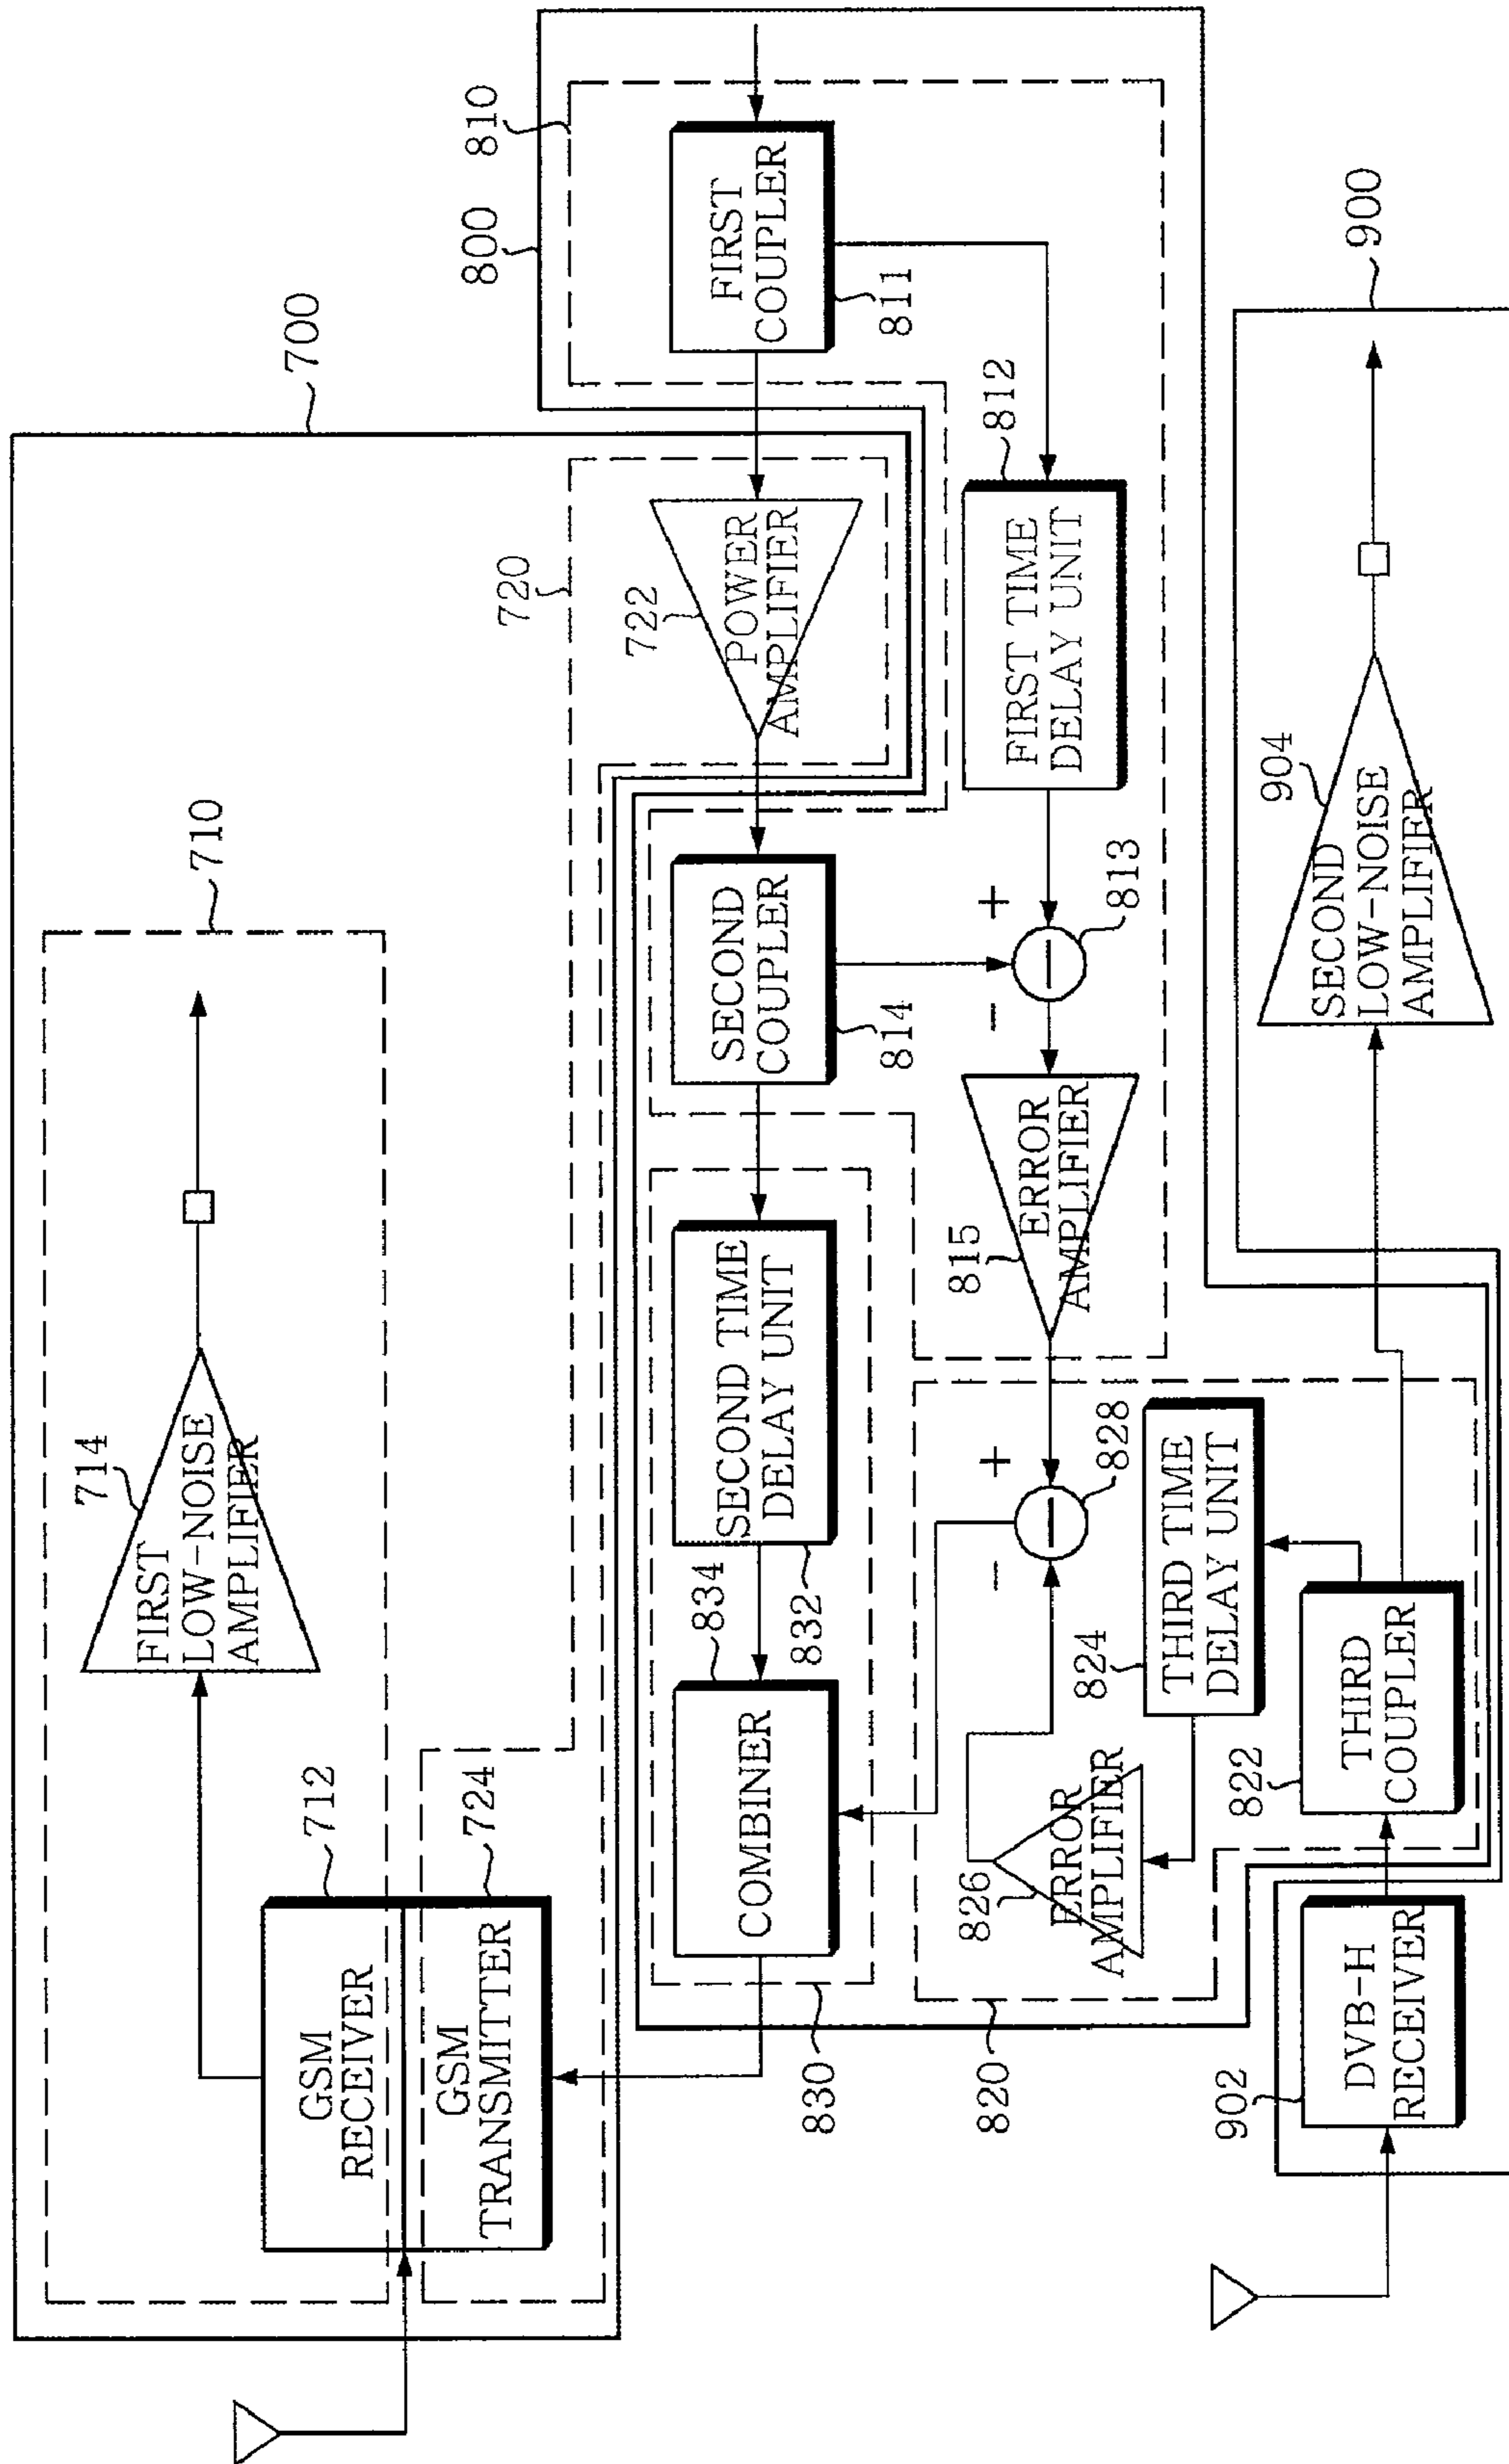 700
710
714
FIRST
LOW-NOISE
AMPLIFIER
712
GSM
RECEIVER
724
GSM
TRANSMITTER
720
722
POWER
AMPLIFIER
800
810
FIRST
COUPLER
811
812
FIRST TIME
DELAY UNIT
SECOND
COUPLER
814
+
-
813
815
ERROR
AMPLIFIER
SECOND TIME
DELAY UNIT
832
834
COMBINER
830
+
-
828
THIRD TIME
DELAY UNIT
824
826
ERROR
AMPLIFIER
THIRD
COUPLER
822
820
902
DVB-H
RECEIVER
904
SECOND
LOW-NOISE
AMPLIFIER
900